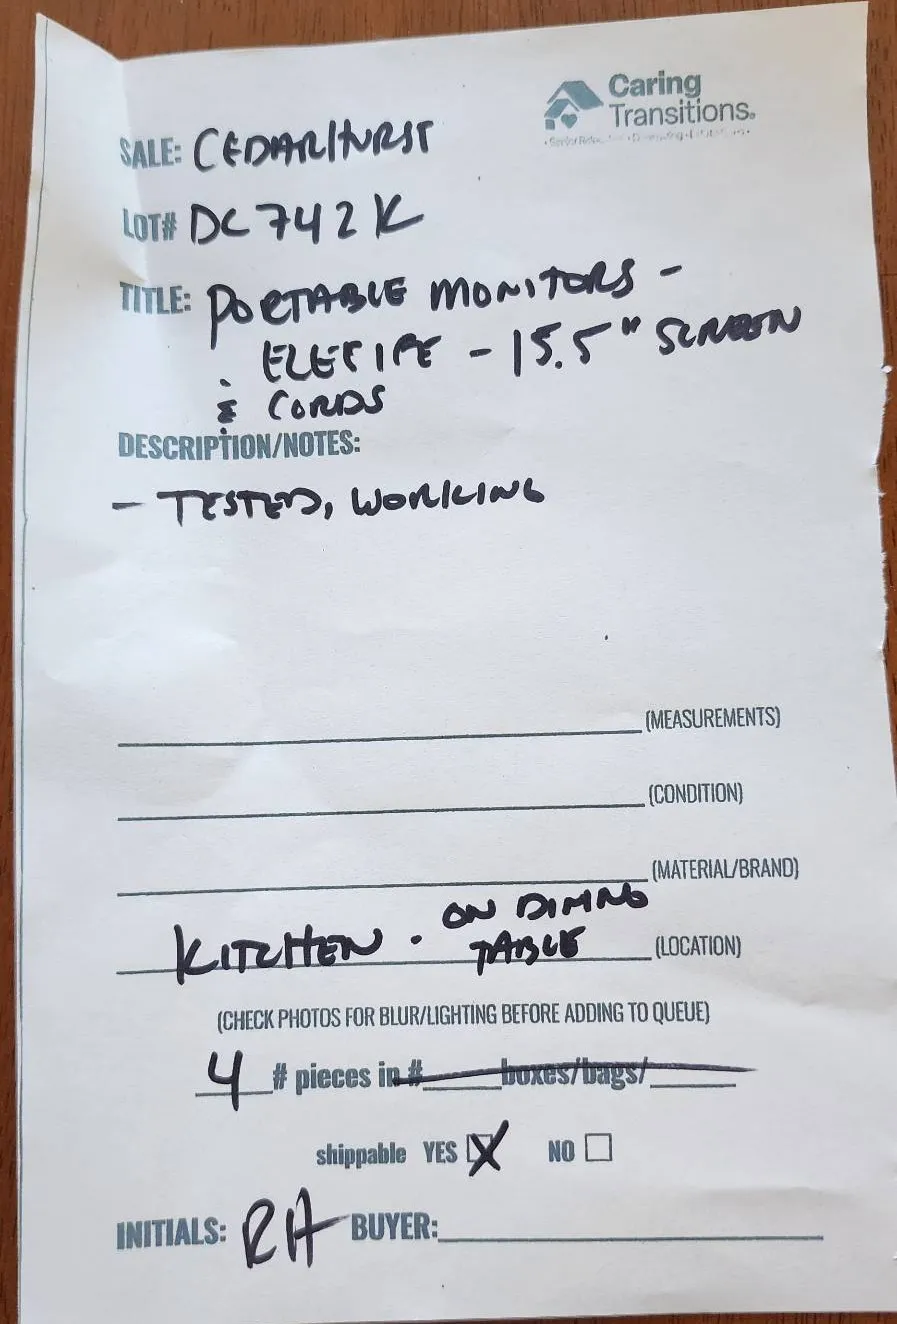 Caring
Transitions.
SALE: CEDARHURST
LOT# DC742K
TITLE: PORTABLE MONITORS -
- 15.5" SCREEN
& CORDS
DESCRIPTION/NOTES:
- TESTED, WORKING
(MEASUREMENTS)
(CONDITION)
(MATERIAL/BRAND)
KITCHEN . ON DINING
TABLE (LOCATION)
(CHECK PHOTOS FOR BLUR/LIGHTING BEFORE ADDING TO QUEUE)
4 # pieces in # boxes/bags/
shippable YES X NO
INITIALS: RH BUYER: